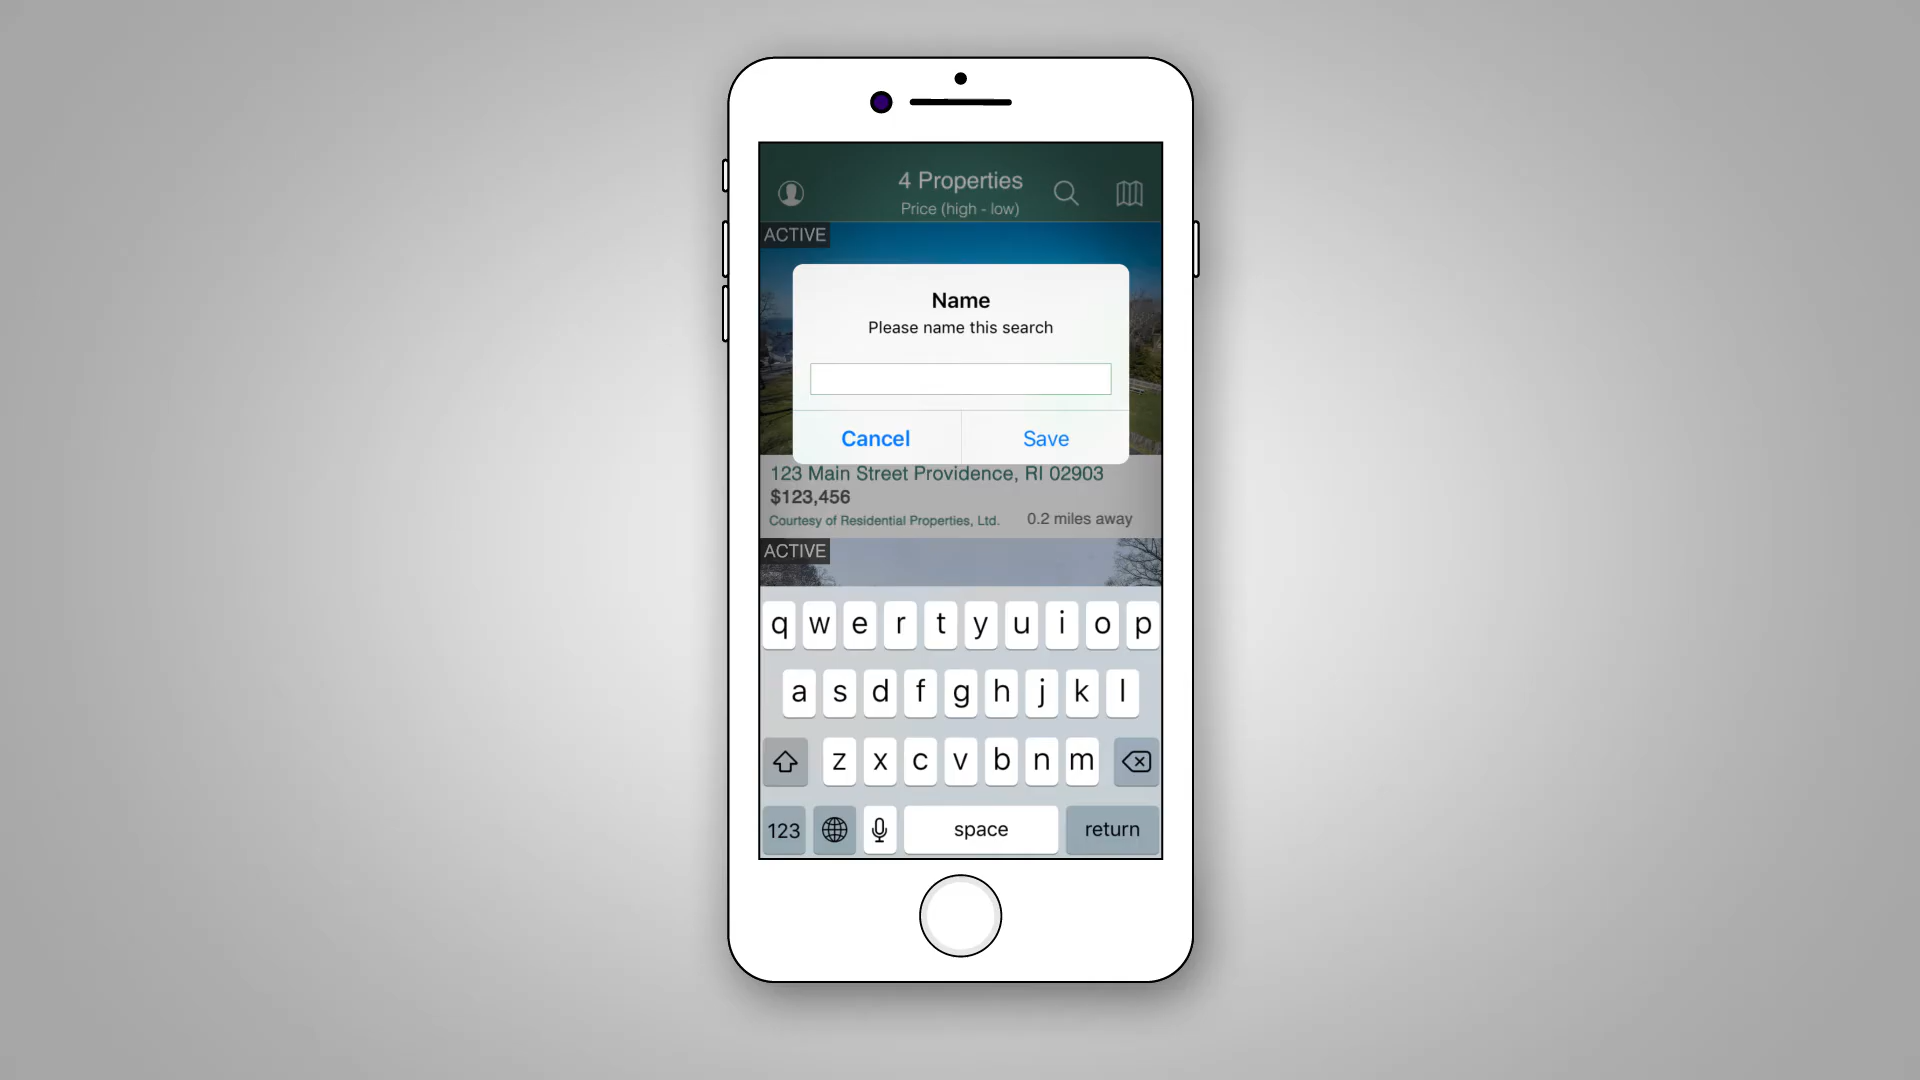 4 Properties
Price (high - low)
ACTIVE
Name
Please name this search
Cancel Save
123 Main Street Providence, RI 02903
$123,456
Courtesy of Residential Properties, Ltd. 0.2 miles away
ACTIVE
q w e r t y u i o p
a s d f g h j k l
z x c v b n m
123 space return